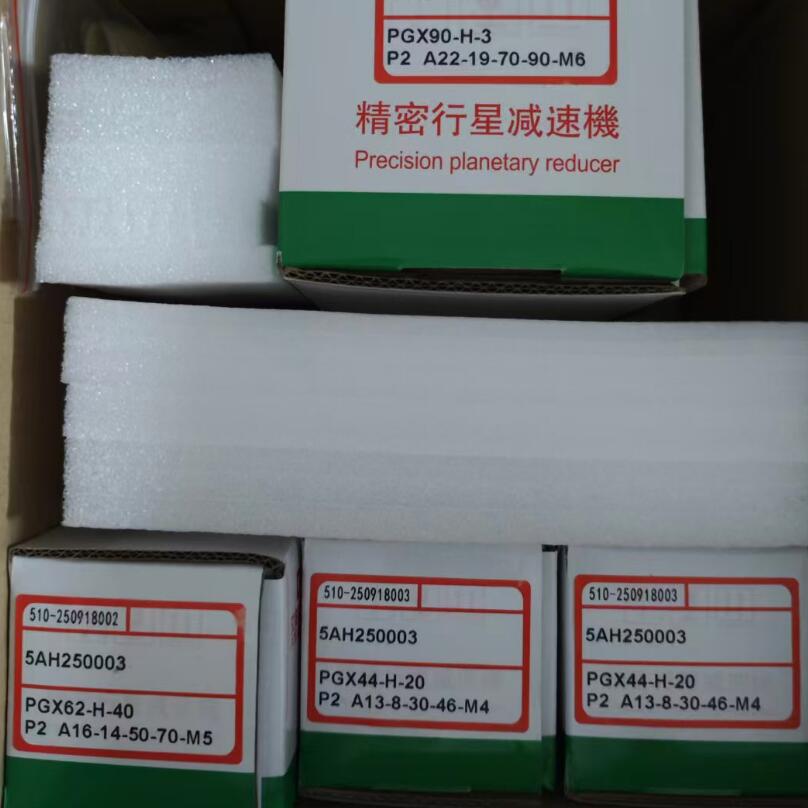 PGX90-H-3
P2 A22-19-70-90-M6
精密行星减速機
Precision planetary reducer
510-250918002
5AH250003
PGX62-H-40
P2 A16-14-50-70-M5
510-250918003
5AH250003
PGX44-H-20
P2 A13-8-30-46-M4
510-250918003
5AH250003
PGX44-H-20
P2 A13-8-30-46-M4